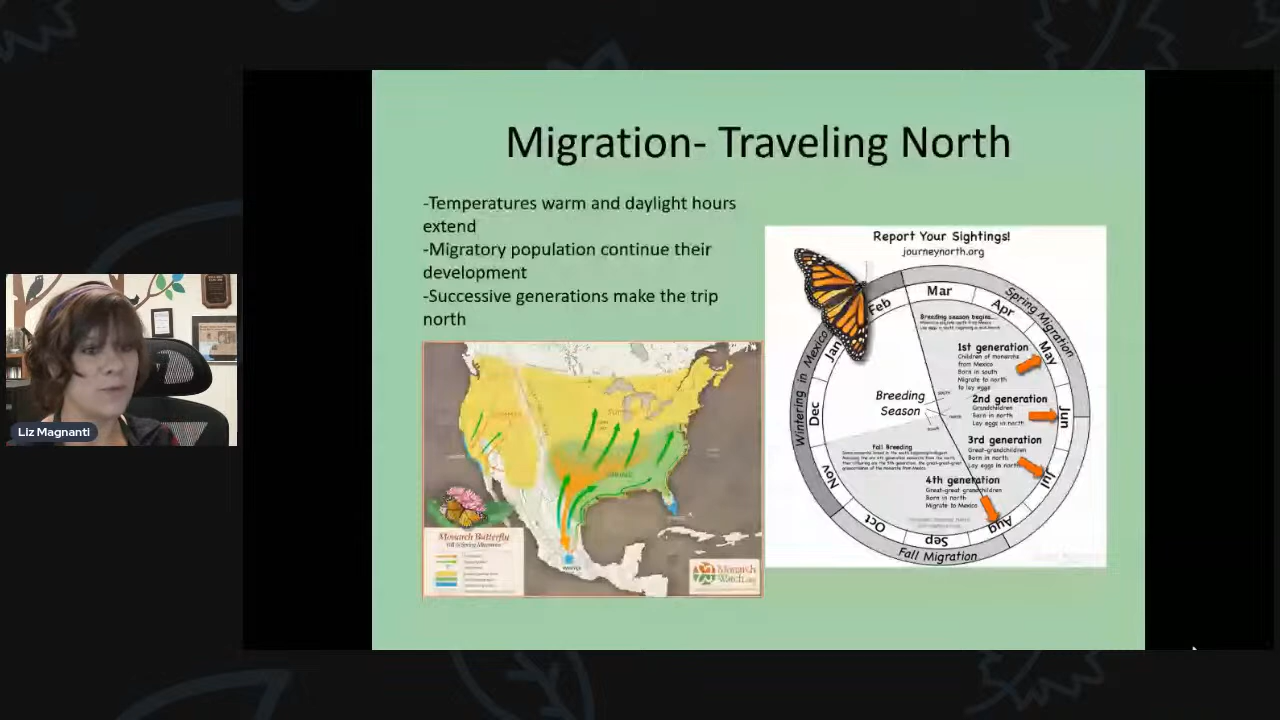 Migration- Traveling North
-Temperatures warm and daylight hours
extend
-Migratory population continue their
development
-Successive generations make the trip
north
Report Your Sightings!
journeynorth.org
Jan
Feb
Mar
Apr
May
Jun
Jul
Aug
Sep
Oct
Nov
Dec
Spring Migration
Fall Migration
Wintering in Mexico
Breeding season begins...
1st generation
Children of monarchs
from Mexico
Born in south
Migrate to north
to lay eggs
Breeding
Season
2nd generation
Grandchildren
Born in north
Lay eggs in north
3rd generation
Great-grandchildren
Born in north
Lay eggs in north
Fall Breeding
4th generation
Great-great grandchildren
Born in north
Migrate to Mexico
Monarch Butterfly
Monarch
Watch.org
Liz Magnanti